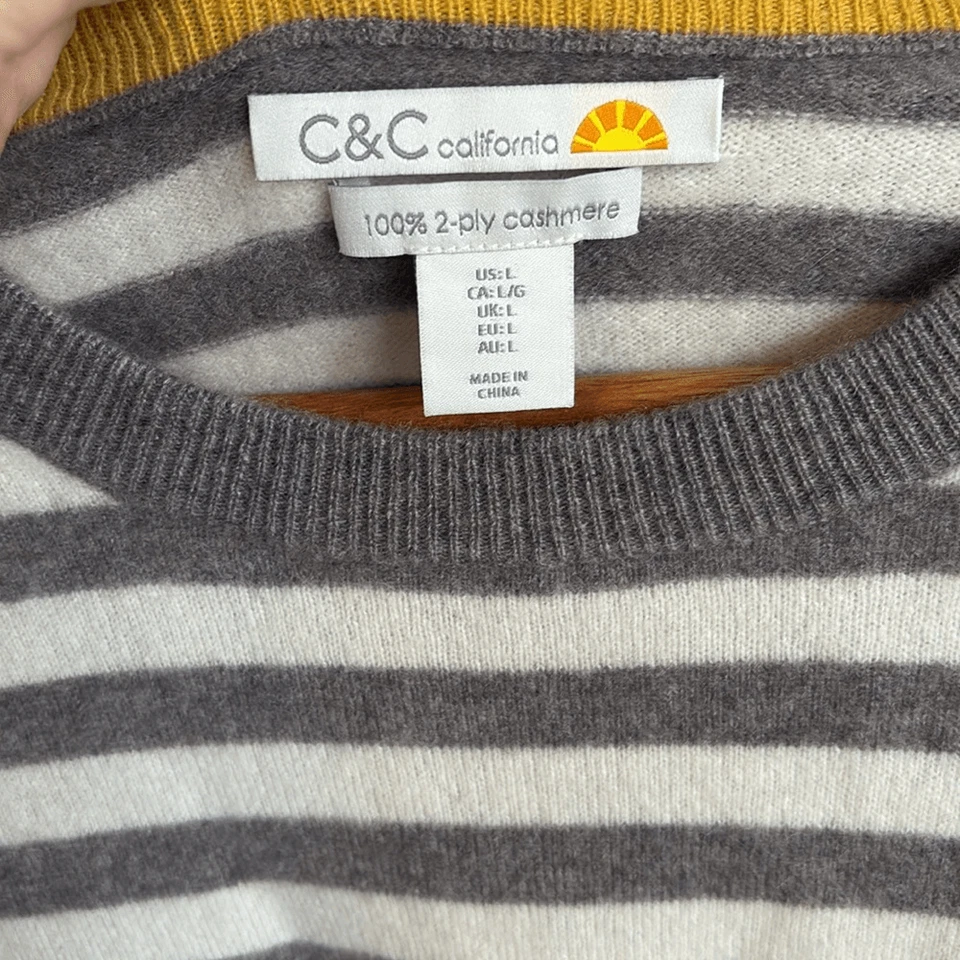 C&C california
100% 2-ply cashmere
US: L
CA: L/G
UK: L
EU: L
AU: L
MADE IN
CHINA